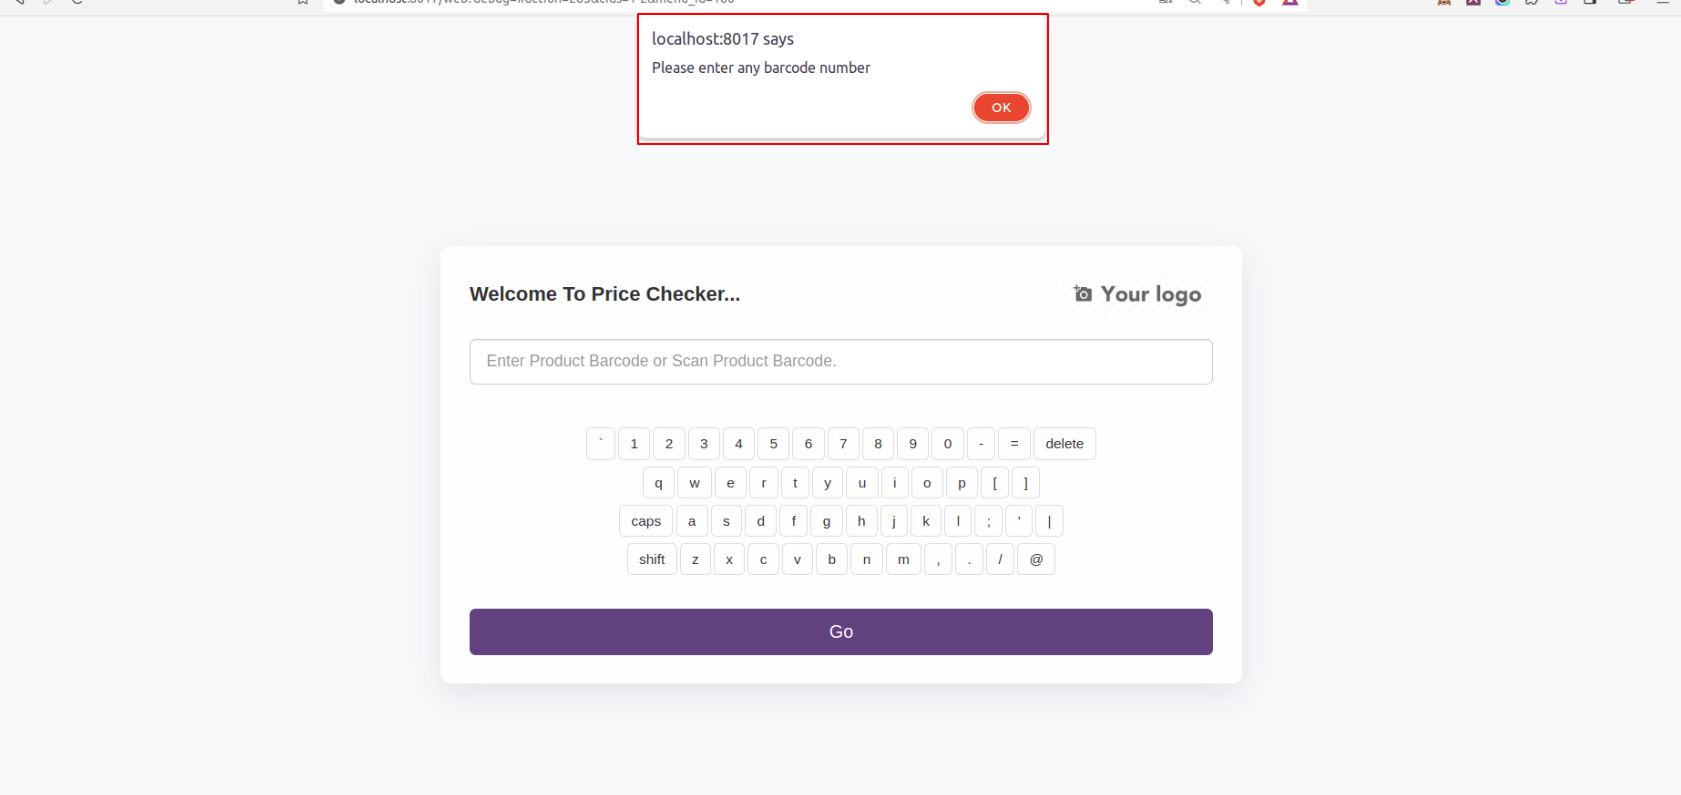 localhost:8017 says
Please enter any barcode number
OK
Welcome To Price Checker...
Your logo
Enter Product Barcode or Scan Product Barcode.
` 1 2 3 4 5 6 7 8 9 0 - = delete
q w e r t y u i o p [ ]
caps a s d f g h j k l ; ' |
shift z x c v b n m , . / @
Go